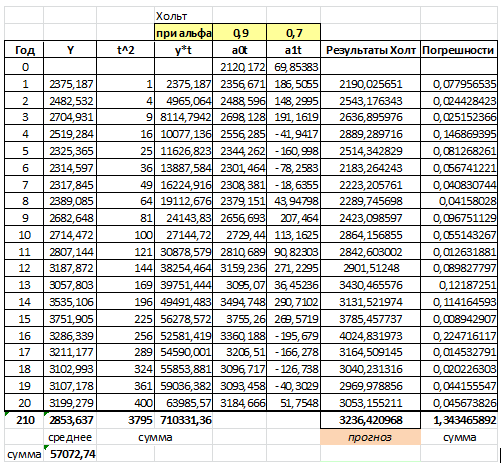 Хольт
при альфа 0,9 0,7
Год Y t^2 y*t a0t a1t Результаты Холт Погрешности
0 2120,172 69,85383
1 2375,187 1 2375,187 2356,671 186,5055 2190,025651 0,077956535
2 2482,532 4 4965,064 2488,596 148,2995 2543,176343 0,024428423
3 2704,931 9 8114,7942 2698,128 191,1619 2636,895976 0,025152366
4 2519,284 16 10077,136 2556,285 -41,9417 2889,289716 0,146869395
5 2325,365 25 11626,823 2344,262 -160,998 2514,342829 0,081268261
6 2314,597 36 13887,584 2301,464 -78,2583 2183,264243 0,056741221
7 2317,845 49 16224,916 2308,381 -18,6355 2223,205761 0,040830744
8 2389,085 64 19112,676 2379,151 43,94798 2289,745698 0,04158028
9 2682,648 81 24143,83 2656,693 207,464 2423,098597 0,096751129
10 2714,472 100 27144,72 2729,44 113,1625 2864,156855 0,055143267
11 2807,144 121 30878,579 2810,689 90,82303 2842,603002 0,012631881
12 3187,872 144 38254,464 3159,236 271,2295 2901,51248 0,089827797
13 3057,803 169 39751,444 3095,07 36,45236 3430,465576 0,12187251
14 3535,106 196 49491,483 3494,748 290,7102 3131,521974 0,114164593
15 3751,905 225 56278,572 3755,26 269,5719 3785,457737 0,008942907
16 3286,339 256 52581,419 3360,188 -195,679 4024,831973 0,224716117
17 3211,177 289 54590,001 3206,51 -166,278 3164,509145 0,014532791
18 3102,993 324 55853,881 3096,717 -126,738 3040,231316 0,020226303
19 3107,178 361 59036,382 3093,458 -40,3029 2969,978856 0,044155547
20 3199,279 400 63985,57 3184,666 51,7548 3053,155211 0,045673826
210 2853,637 3795 710331,36 3236,420968 1,343465892
среднее сумма прогноз сумма
сумма 57072,74